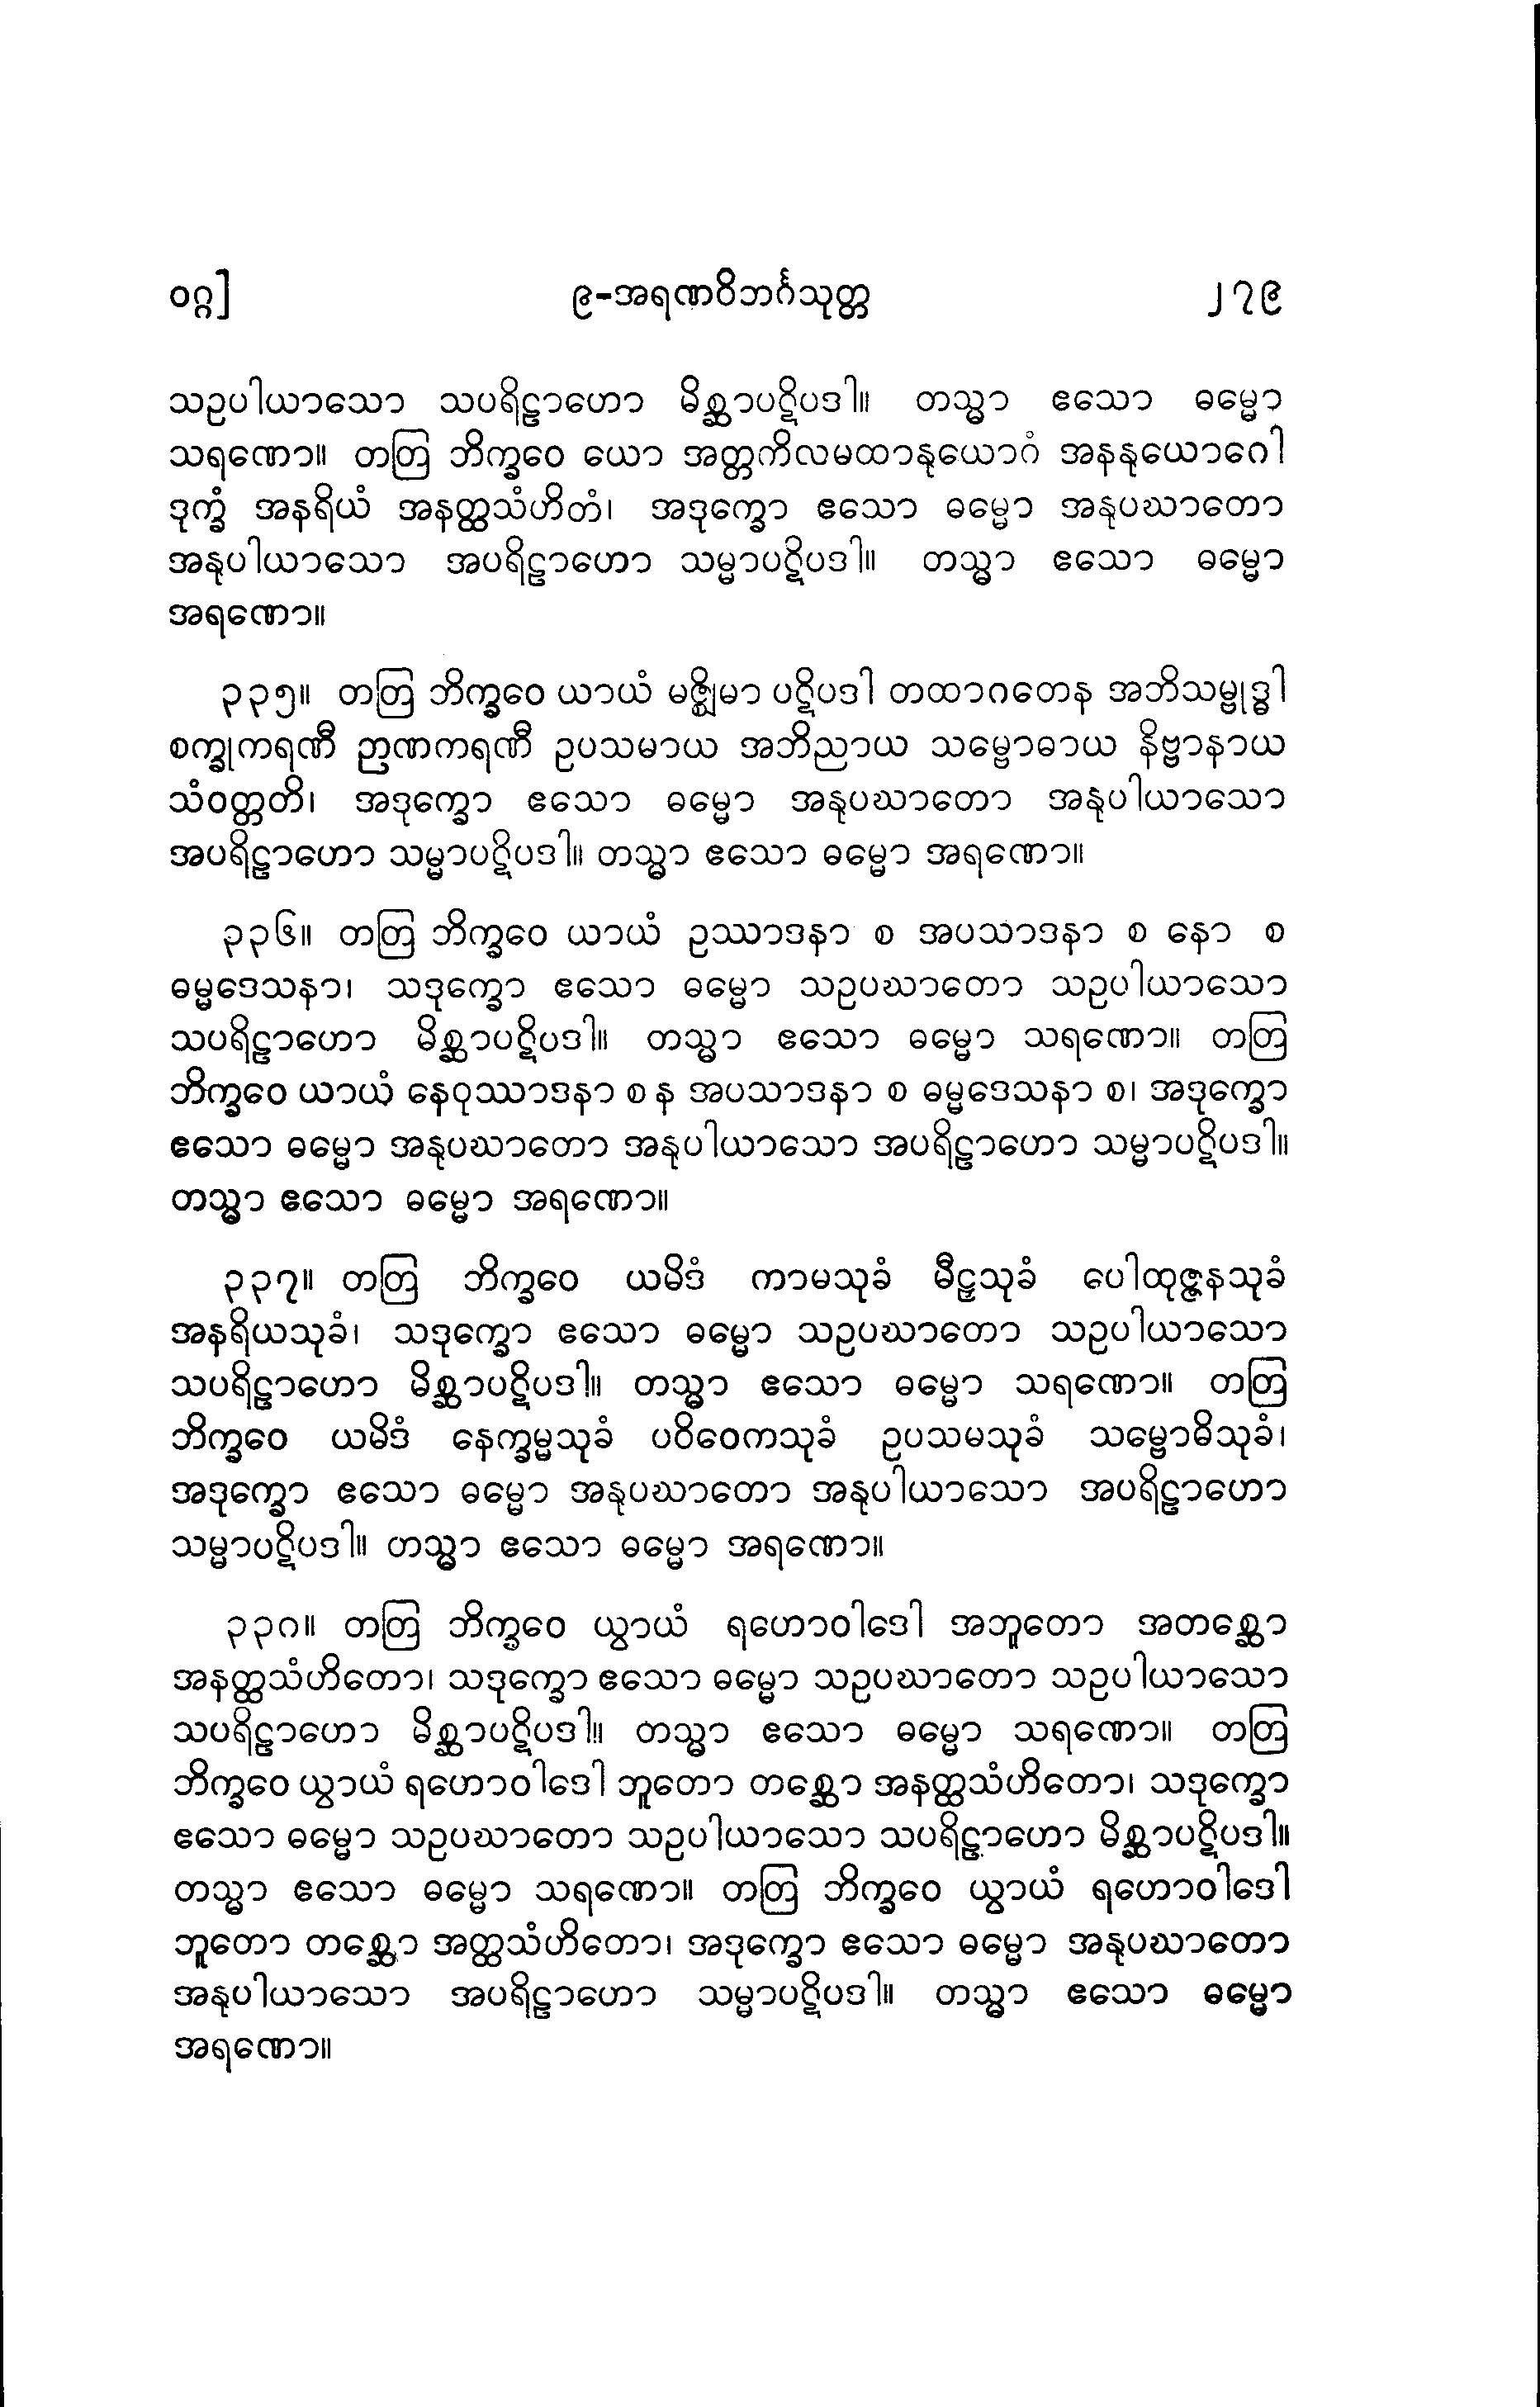 ဝဂ္ဂ] ၉-အရဏဝိဘင်္ဂသုတ္တ ၂၇၉
သဥပါယာသော သပရိဠာဟော မိစ္ဆာပဋိပဒါ။ တသ္မာ ဧသော ဓမ္မော
သရဏော။ တတြ ဘိက္ခဝေ ယော အတ္တကိလမထာနုယောဂံ အနနုယောဂေါ
ဒုက္ခံ အနရိယံ အနတ္ထသံဟိတံ၊ အဒုက္ခော ဧသော ဓမ္မော အနုပဃာတော
အနုပါယာသော အပရိဠာဟော သမ္မာပဋိပဒါ။ တသ္မာ ဧသော ဓမ္မော
အရဏော။
၃၃၅။ တတြ ဘိက္ခဝေ ယာယံ မဇ္ဈိမာ ပဋိပဒါ တထာဂတေန အဘိသမ္ဗုဒ္ဓါ
စက္ခုကရဏီ ဉာဏကရဏီ ဥပသမာယ အဘိညာယ သမ္ဗောဓာယ နိဗ္ဗာနာယ
သံဝတ္တတိ၊ အဒုက္ခော ဧသော ဓမ္မော အနုပဃာတော အနုပါယာသော
အပရိဠာဟော သမ္မာပဋိပဒါ။ တသ္မာ ဧသော ဓမ္မော အရဏော။
၃၃၆။ တတြ ဘိက္ခဝေ ယာယံ ဥဿာဒနာ စ အပသာဒနာ စ နော စ
ဓမ္မဒေသနာ၊ သဒုက္ခော ဧသော ဓမ္မော သဥပဃာတော သဥပါယာသော
သပရိဠာဟော မိစ္ဆာပဋိပဒါ။ တသ္မာ ဧသော ဓမ္မော သရဏော။ တတြ
ဘိက္ခဝေ ယာယံ နေဝုဿာဒနာ စ န အပသာဒနာ စ ဓမ္မဒေသနာ စ၊ အဒုက္ခော
ဧသော ဓမ္မော အနုပဃာတော အနုပါယာသော အပရိဠာဟော သမ္မာပဋိပဒါ။
တသ္မာ ဧသော ဓမ္မော အရဏော။
၃၃၇။ တတြ ဘိက္ခဝေ ယမိဒံ ကာမသုခံ မီဠှသုခံ ပေါထုဇ္ဇနသုခံ
အနရိယသုခံ၊ သဒုက္ခော ဧသော ဓမ္မော သဥပဃာတော သဥပါယာသော
သပရိဠာဟော မိစ္ဆာပဋိပဒါ။ တသ္မာ ဧသော ဓမ္မော သရဏော။ တတြ
ဘိက္ခဝေ ယမိဒံ နေက္ခမ္မသုခံ ပဝိဝေကသုခံ ဥပသမသုခံ သမ္ဗောဓိသုခံ၊
အဒုက္ခော ဧသော ဓမ္မော အနုပဃာတော အနုပါယာသော အပရိဠာဟော
သမ္မာပဋိပဒါ။ တသ္မာ ဧသော ဓမ္မော အရဏော။
၃၃၈။ တတြ ဘိက္ခဝေ ယွာယံ ရဟောဝါဒေါ အဘူတော အတစ္ဆော
အနတ္ထသံဟိတော၊ သဒုက္ခော ဧသော ဓမ္မော သဥပဃာတော သဥပါယာသော
သပရိဠာဟော မိစ္ဆာပဋိပဒါ။ တသ္မာ ဧသော ဓမ္မော သရဏော။ တတြ
ဘိက္ခဝေ ယွာယံ ရဟောဝါဒေါ ဘူတော တစ္ဆော အနတ္ထသံဟိတော၊ သဒုက္ခော
ဧသော ဓမ္မော သဥပဃာတော သဥပါယာသော သပရိဠာဟော မိစ္ဆာပဋိပဒါ။
တသ္မာ ဧသော ဓမ္မော သရဏော။ တတြ ဘိက္ခဝေ ယွာယံ ရဟောဝါဒေါ
ဘူတော တစ္ဆော အတ္ထသံဟိတော၊ အဒုက္ခော ဧသော ဓမ္မော အနုပဃာတော
အနုပါယာသော အပရိဠာဟော သမ္မာပဋိပဒါ။ တသ္မာ ဧသော ဓမ္မော
အရဏော။